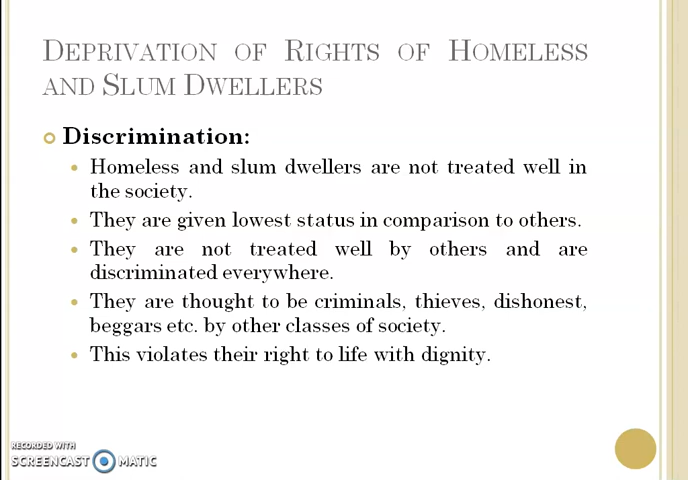 DEPRIVATION OF RIGHTS OF HOMELESS
AND SLUM DWELLERS
Discrimination:
Homeless and slum dwellers are not treated well in
the society.
They are given lowest status in comparison to others.
They are not treated well by others and are
discriminated everywhere.
They are thought to be criminals, thieves, dishonest,
beggars etc. by other classes of society.
This violates their right to life with dignity.
RECORDED WITH
SCREENCAST MATIC